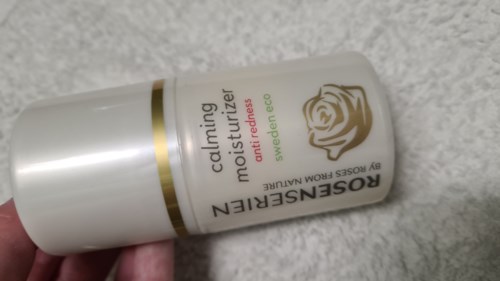 ROSENSERIEN
BY ROSES FROM NATURE
calming
moisturizer
anti redness
sweden eco